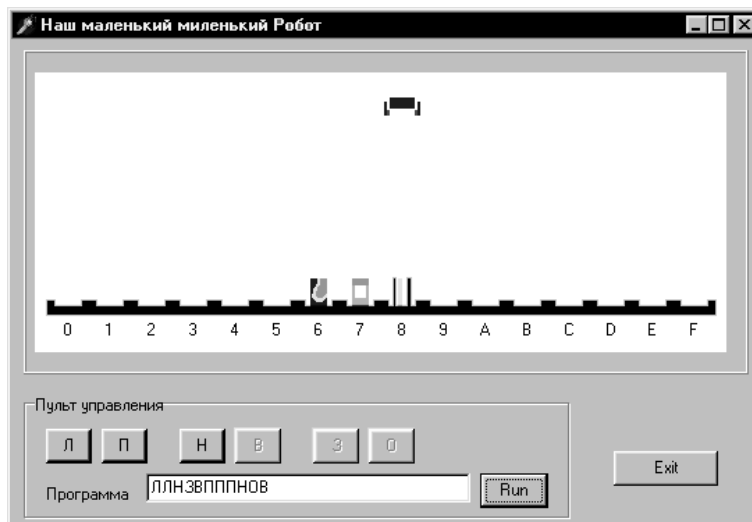 Наш маленький миленький Робот
0 1 2 3 4 5 6 7 8 9 A B C D E F
Пульт управления
Л П Н В З О
Exit
Программа ЛЛНЗВПППНОВ Run